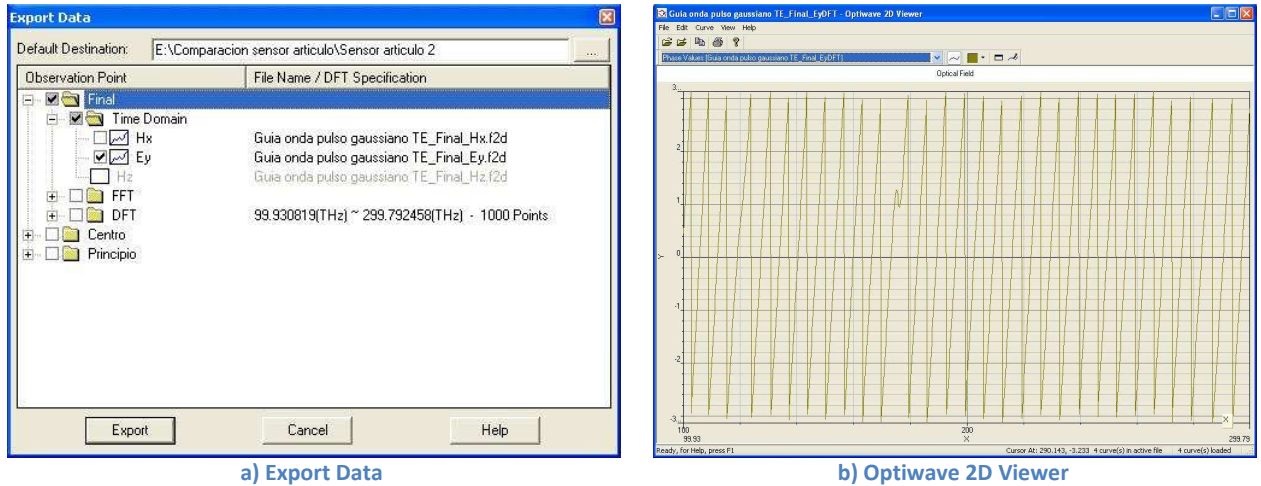 Export Data
Default Destination: E:\Comparacion sensor articulo\Sensor articulo 2 ...
Observation Point File Name / DFT Specification
Final
Time Domain
Hx Guia onda pulso gaussiano TE_Final_Hx.f2d
Ey Guia onda pulso gaussiano TE_Final_Ey.f2d
Hz Guia onda pulso gaussiano TE_Final_Hz.f2d
FFT
DFT 99.930819(THz) ~ 299.792458(THz) - 1000 Points
Centro
Principio
Export Cancel Help
a) Export Data
Guia onda pulso gaussiano TE_Final_EyDFT - Optiwave 2D Viewer
File Edit Curve View Help
Phase Values [Guia onda pulso gaussiano TE_Final_EyDFT]
Optical Field
3
2
1
0
Y
-1
-2
-3
X
100 200
99.93 X 299.79
Ready, for Help, press F1 Cursor At: 290.143, -3.233 4 curve(s) in active file 4 curve(s) loaded
b) Optiwave 2D Viewer